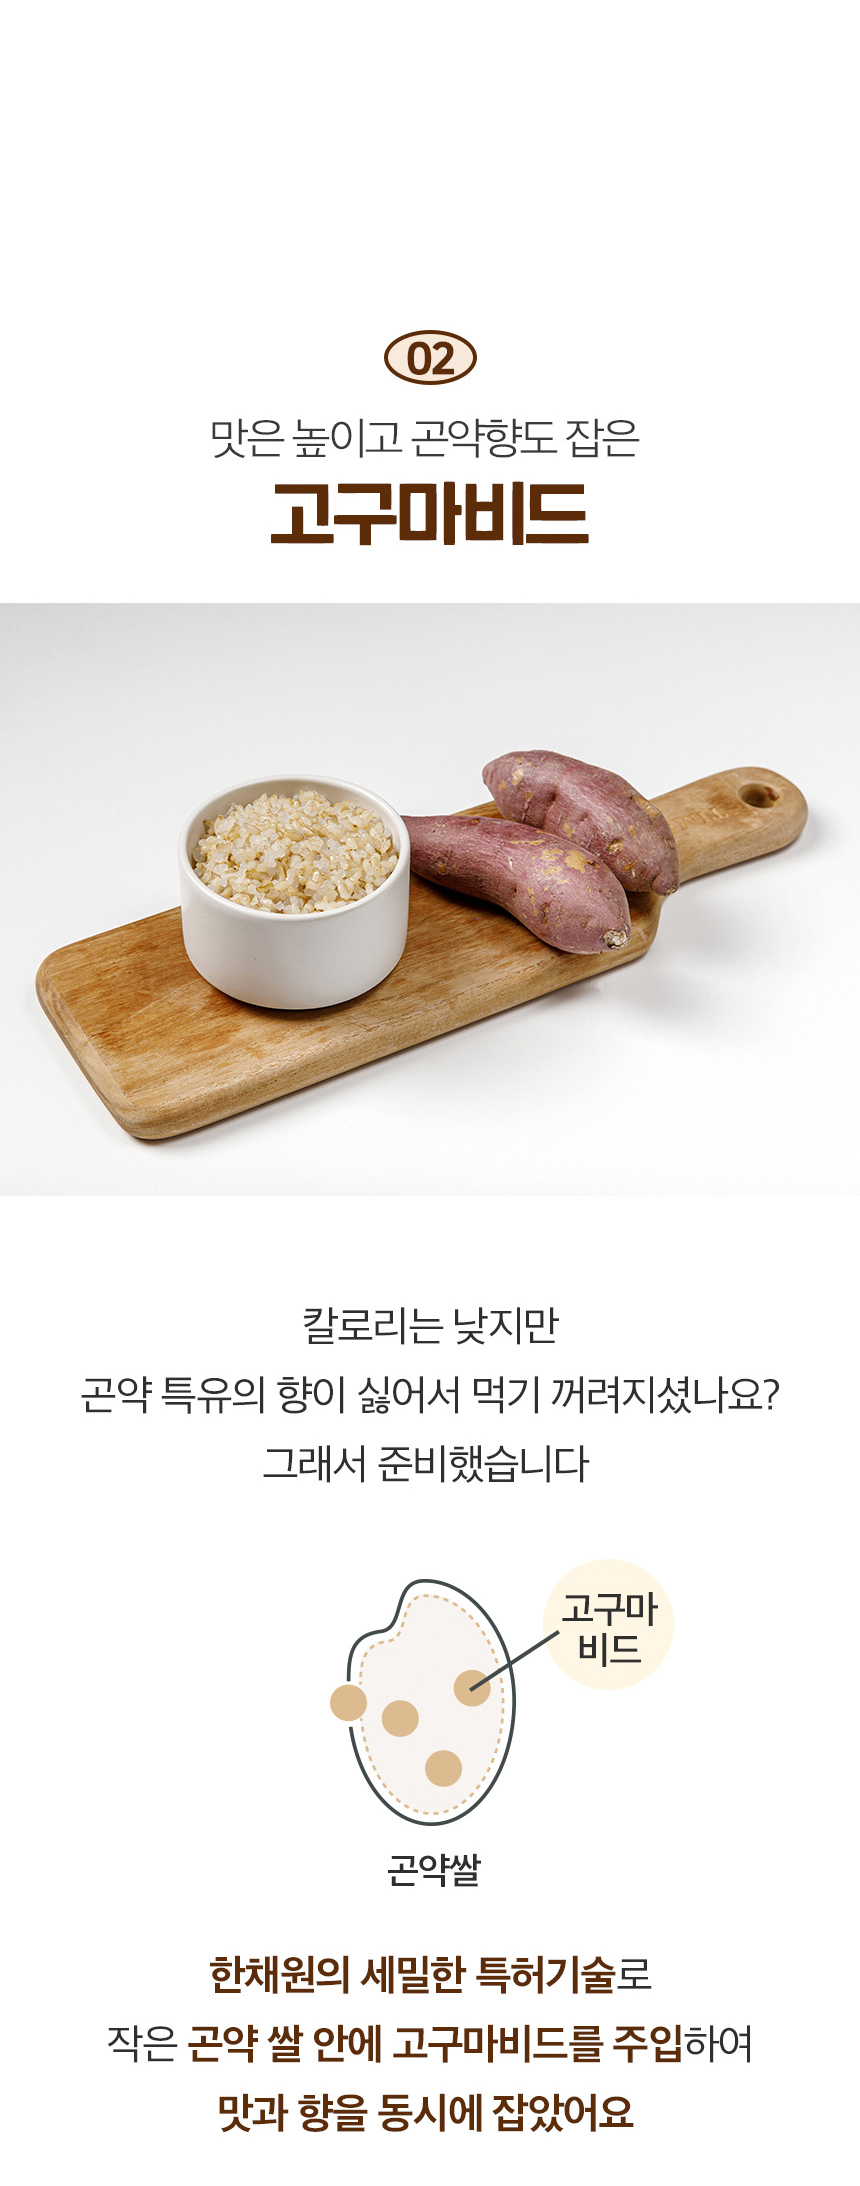 02
맛은 높이고 곤약향도 잡은
고구마비드
칼로리는 낮지만
곤약 특유의 향이 싫어서 먹기 꺼려지셨나요?
그래서 준비했습니다
고구마
비드
곤약쌀
한채원의 세밀한 특허기술로
작은 곤약 쌀 안에 고구마비드를 주입하여
맛과 향을 동시에 잡았어요